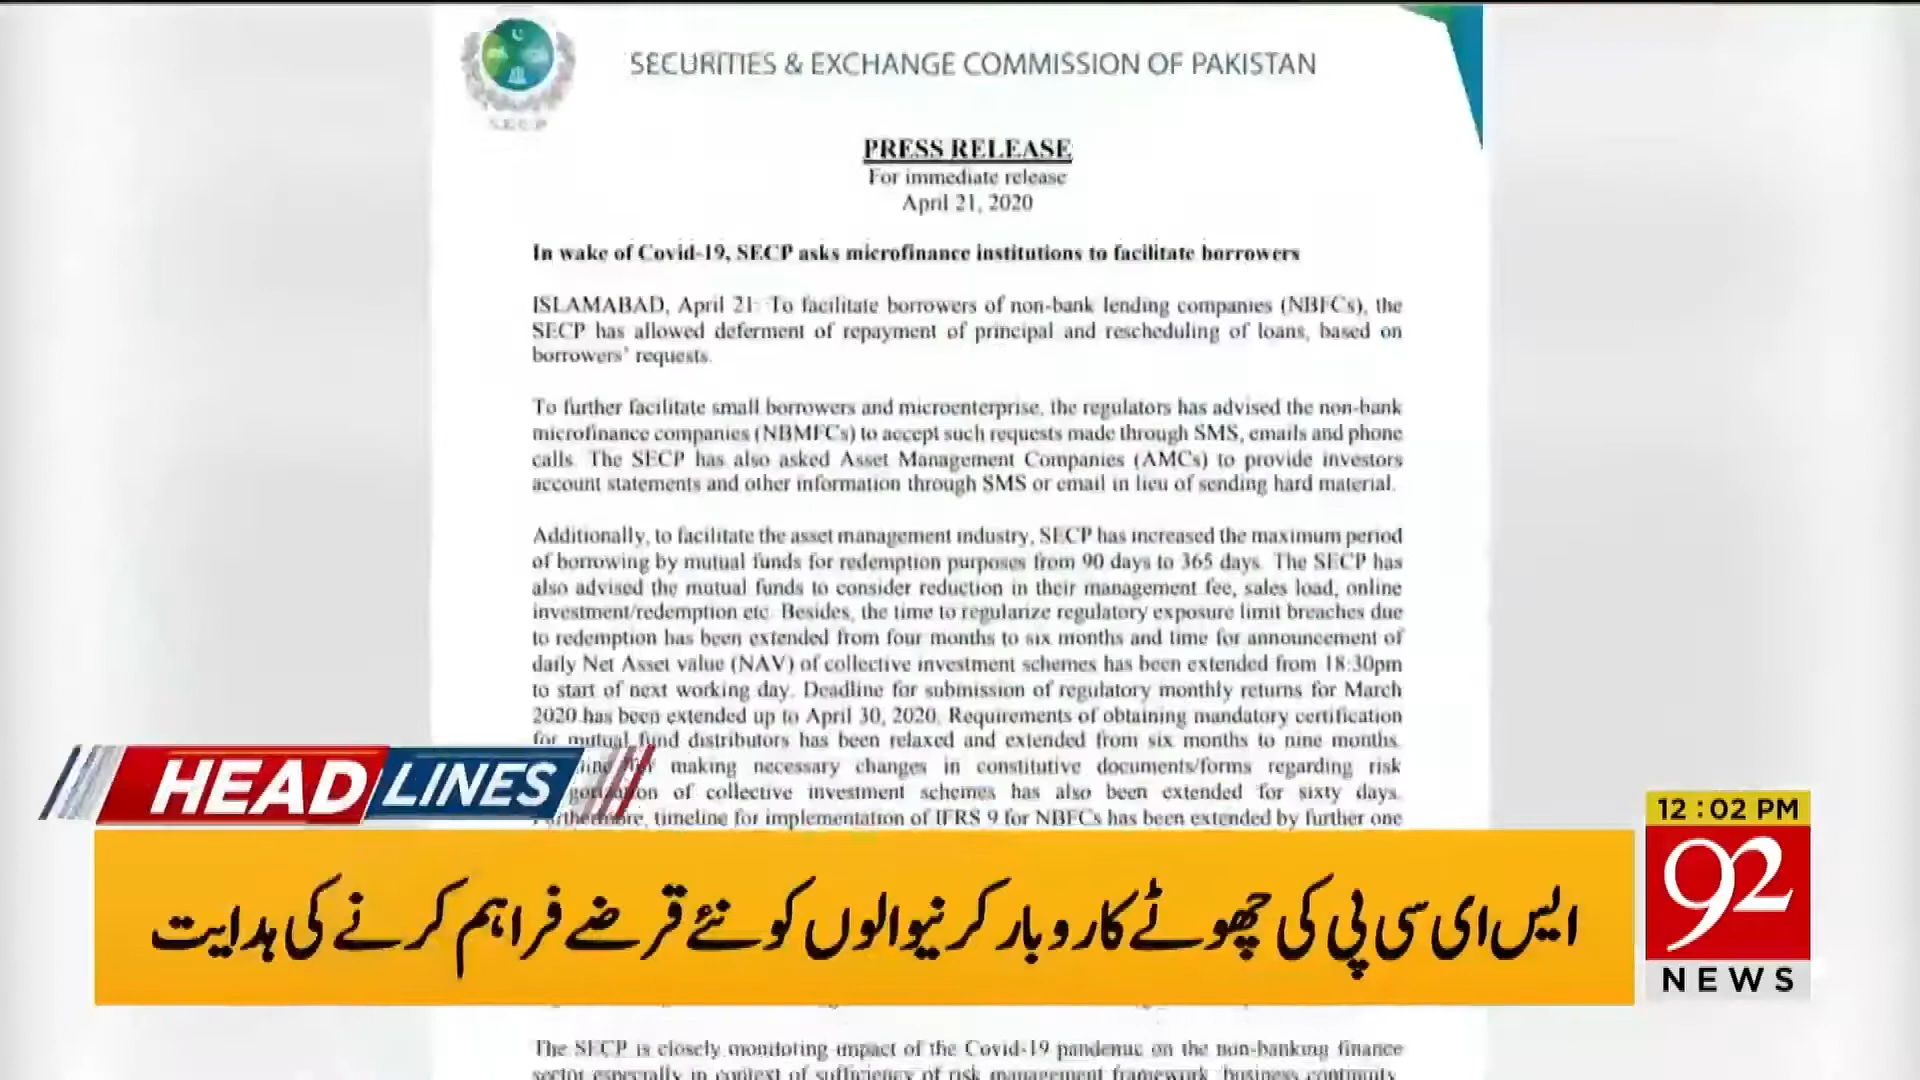 SECP
SECURITIES & EXCHANGE COMMISSION OF PAKISTAN
PRESS RELEASE
For immediate release
April 21, 2020
In wake of Covid-19, SECP asks microfinance institutions to facilitate borrowers
ISLAMABAD, April 21: To facilitate borrowers of non-bank lending companies (NBFCs), the
SECP has allowed deferment of repayment of principal and rescheduling of loans, based on
borrowers' requests.
To further facilitate small borrowers and microenterprise, the regulators has advised the non-bank
microfinance companies (NBMFCs) to accept such requests made through SMS, emails and phone
calls. The SECP has also asked Asset Management Companies (AMCs) to provide investors
account statements and other information through SMS or email in lieu of sending hard material.
Additionally, to facilitate the asset management industry, SECP has increased the maximum period
of borrowing by mutual funds for redemption purposes from 90 days to 365 days. The SECP has
also advised the mutual funds to consider reduction in their management fee, sales load, online
investment/redemption etc. Besides, the time to regularize regulatory exposure limit breaches due
to redemption has been extended from four months to six months and time for announcement of
daily Net Asset value (NAV) of collective investment schemes has been extended from 18:30pm
to start of next working day. Deadline for submission of regulatory monthly returns for March
2020 has been extended up to April 30, 2020. Requirements of obtaining mandatory certification
for mutual fund distributors has been relaxed and extended from six months to nine months.
making necessary changes in constitutive documents/forms regarding risk
of collective investment schemes has also been extended for sixty days.
timeline for implementation of IFRS 9 for NBFCs has been extended by further one
HEADLINES
12:02 PM
92
NEWS
ایس ای سی پی کی چھوٹے کاروبار کرنیوالوں کو نئے قرضے فراہم کرنے کی ہدایت
The SECP is closely monitoring impact of the Covid-19 pandemic on the non-banking finance
sector especially in context of sufficiency of risk management framework, business continuity,